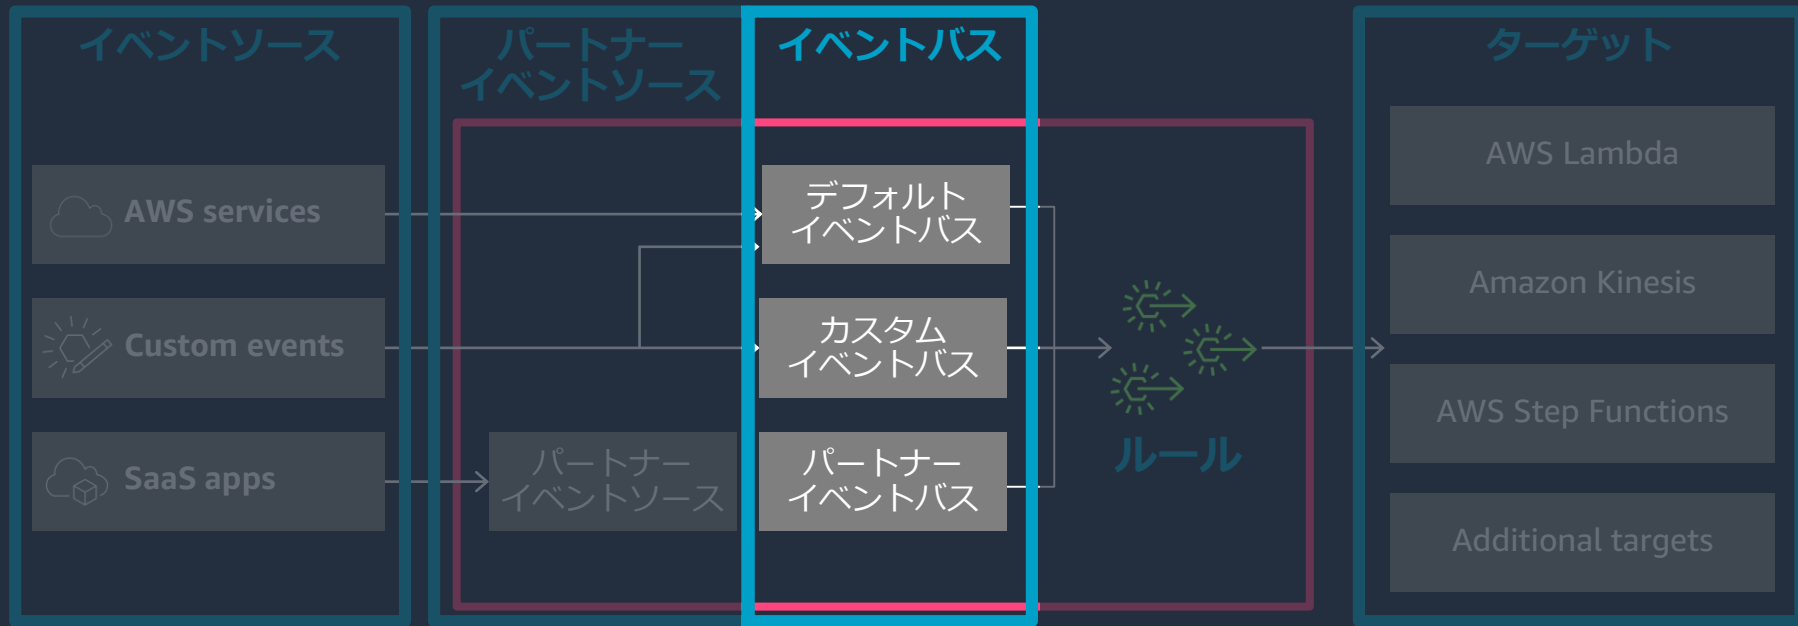 イベントソース
AWS services
Custom events
SaaS apps
パートナー
イベントソース
パートナー
イベントソース
イベントバス
デフォルト
イベントバス
カスタム
イベントバス
パートナー
イベントバス
ルール
ターゲット
AWS Lambda
Amazon Kinesis
AWS Step Functions
Additional targets